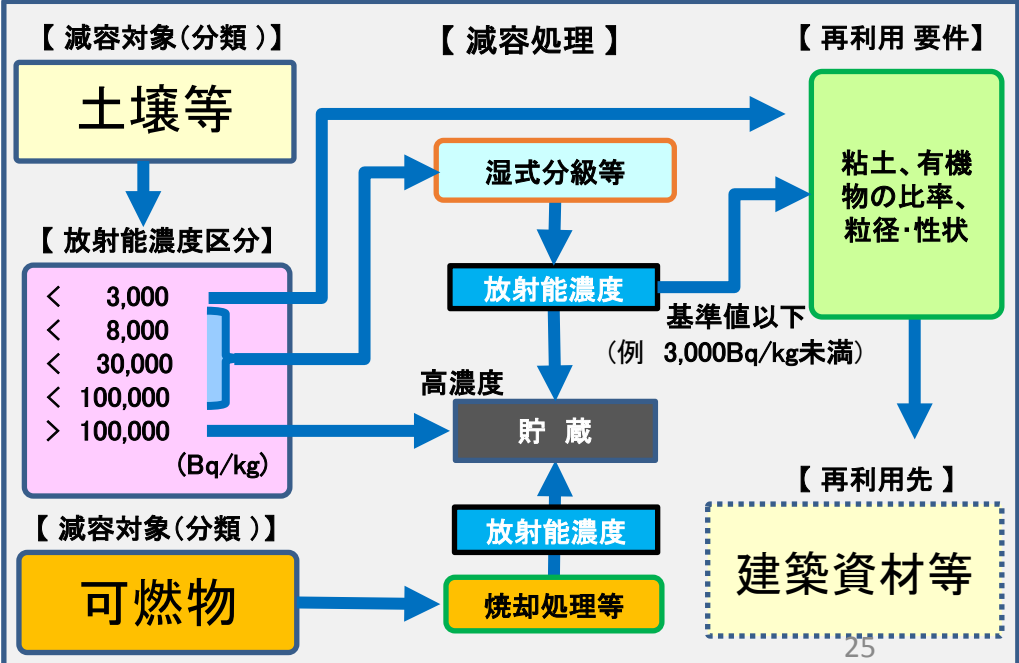 【 減容対象(分類 )】
土壌等
【 放射能濃度区分】
< 3,000
< 8,000
< 30,000
< 100,000
> 100,000
(Bq/kg)
【 減容対象(分類 )】
可燃物
【 減容処理 】
湿式分級等
放射能濃度
基準値以下
(例 3,000Bq/kg未満)
高濃度
貯 蔵
放射能濃度
焼却処理等
【 再利用 要件】
粘土、有機
物の比率、
粒径・性状
【 再利用先 】
建築資材等
25